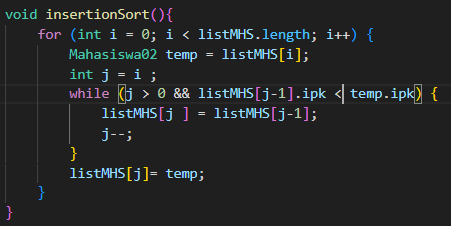 void insertionSort(){
    for (int i = 0; i < listMHS.length; i++) {
        Mahasiswa02 temp = listMHS[i];
        int j = i ;
        while (j > 0 && listMHS[j-1].ipk < temp.ipk) {
            listMHS[j ] = listMHS[j-1];
            j--;
        }
        listMHS[j]= temp;
    }
}